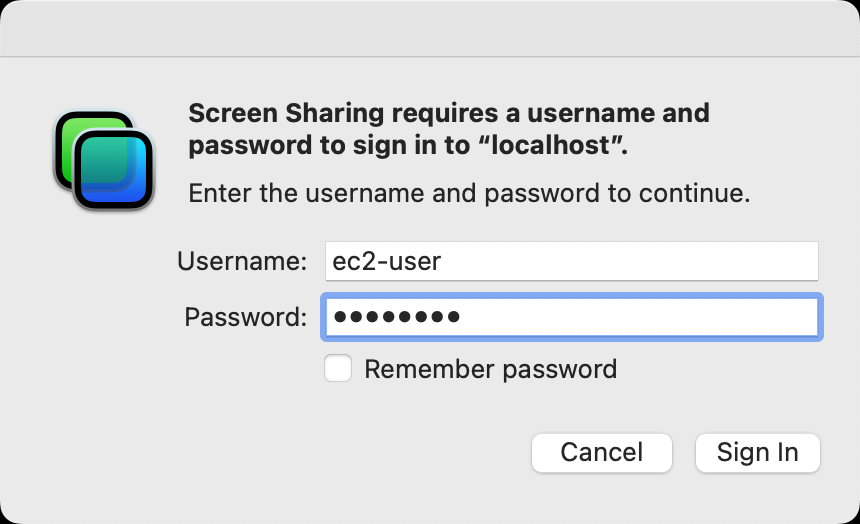 Screen Sharing requires a username and
password to sign in to “localhost”.
Enter the username and password to continue.
Username: ec2-user
Password: ••••••••
Remember password
Cancel Sign In